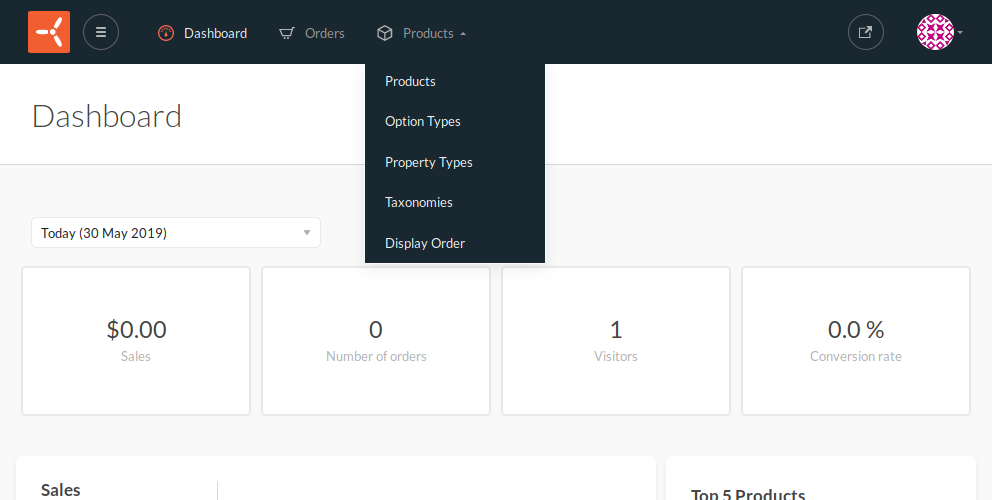 Dashboard Orders Products
Products
Option Types
Property Types
Taxonomies
Display Order
Dashboard
Today (30 May 2019)
$0.00
Sales
0
Number of orders
1
Visitors
0.0 %
Conversion rate
Sales
Top 5 Products